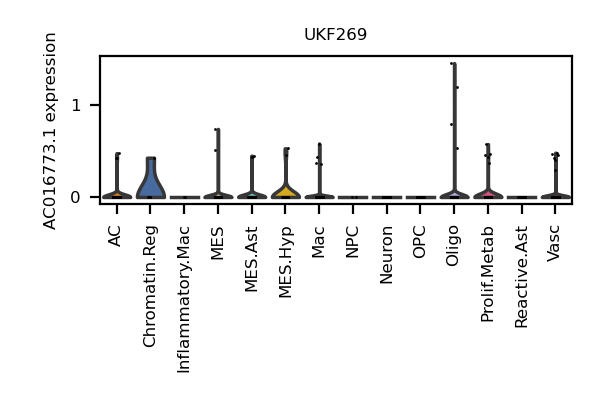 UKF269
AC016773.1 expression
1
0
AC
Chromatin.Reg
Inflammatory.Mac
MES
MES.Ast
MES.Hyp
Mac
NPC
Neuron
OPC
Oligo
Prolif.Metab
Reactive.Ast
Vasc